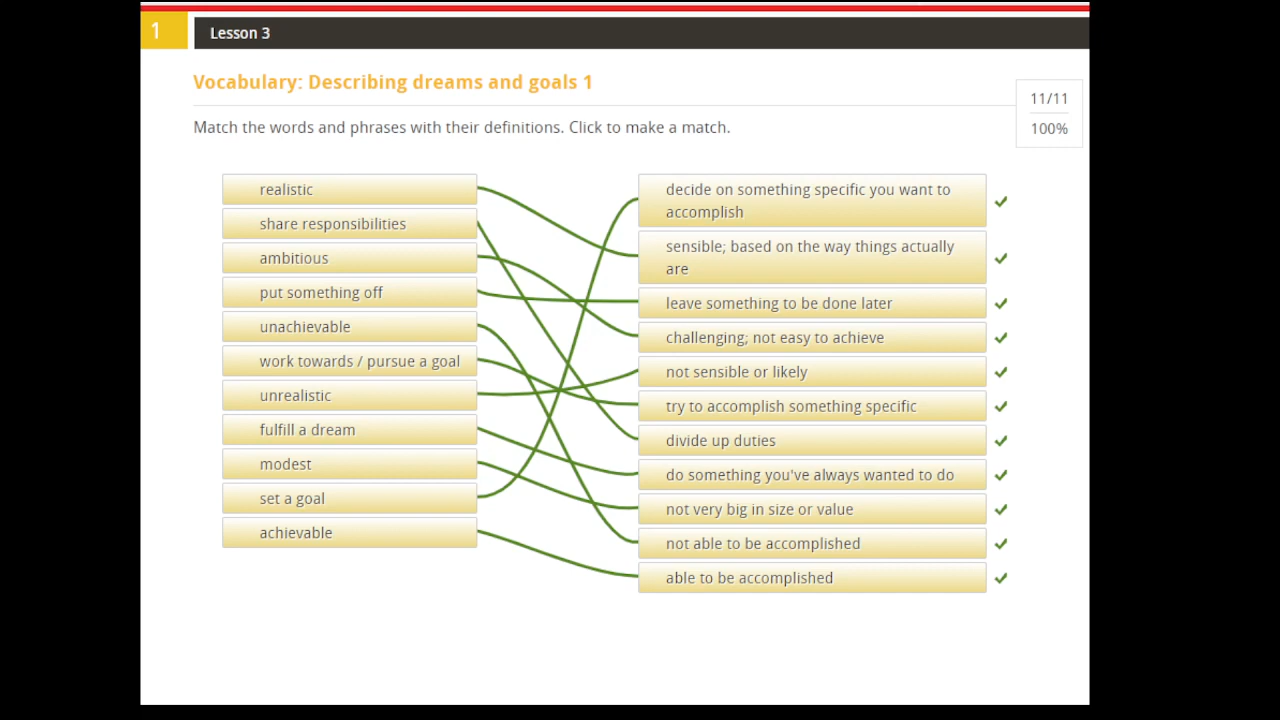 1
Lesson 3
Vocabulary: Describing dreams and goals 1
11/11
100%
Match the words and phrases with their definitions. Click to make a match.
realistic
share responsibilities
ambitious
put something off
unachievable
work towards / pursue a goal
unrealistic
fulfill a dream
modest
set a goal
achievable
decide on something specific you want to
accomplish
sensible; based on the way things actually
are
leave something to be done later
challenging; not easy to achieve
not sensible or likely
try to accomplish something specific
divide up duties
do something you've always wanted to do
not very big in size or value
not able to be accomplished
able to be accomplished